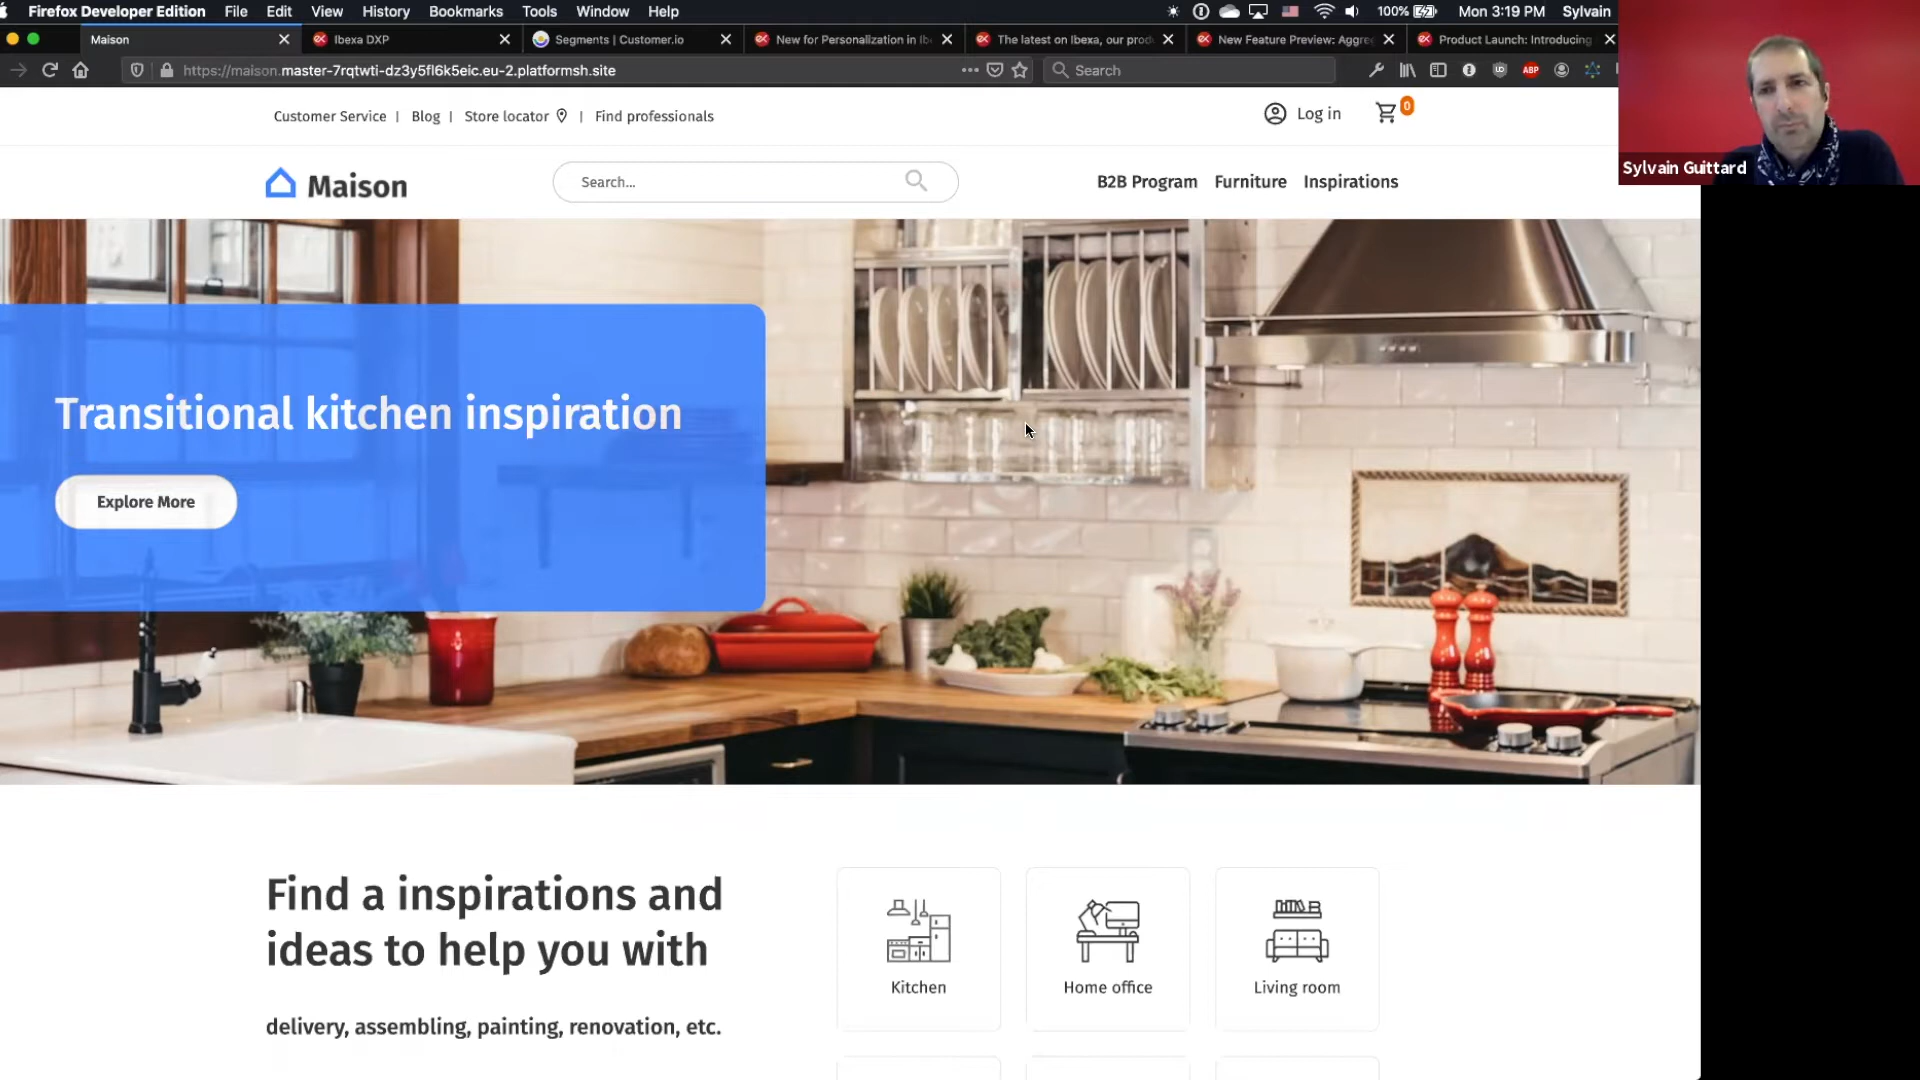 Firefox Developer Edition File Edit View History Bookmarks Tools Window Help 100% Mon 3:19 PM Sylvain
Maison Ibexa DXP Segments | Customer.io New for Personalization in Ib The latest on Ibexa, our prod New Feature Preview: Aggre Product Launch: Introducing
https://maison.master-7rqtwti-dz3y5fl6k5eic.eu-2.platformsh.site Search ABP
Sylvain Guittard
Customer Service | Blog | Store locator | Find professionals Log in 0
Maison Search... B2B Program Furniture Inspirations
Transitional kitchen inspiration
Explore More
Find a inspirations and
ideas to help you with
delivery, assembling, painting, renovation, etc.
Kitchen Home office Living room